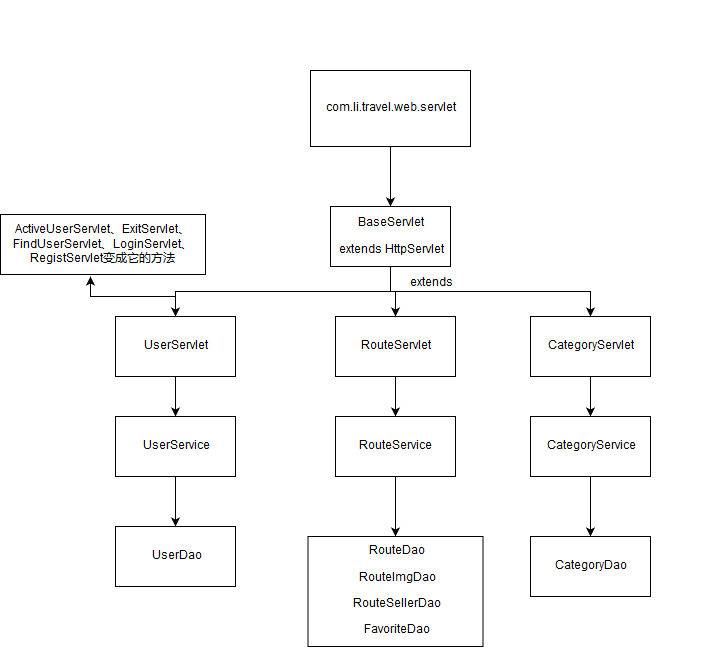 com.li.travel.web.servlet
BaseServlet
extends HttpServlet
ActiveUserServlet、ExitServlet、
FindUserServlet、LoginServlet、
RegistServlet变成它的方法
extends
UserServlet
RouteServlet
CategoryServlet
UserService
RouteService
CategoryService
UserDao
RouteDao
RouteImgDao
RouteSellerDao
FavoriteDao
CategoryDao